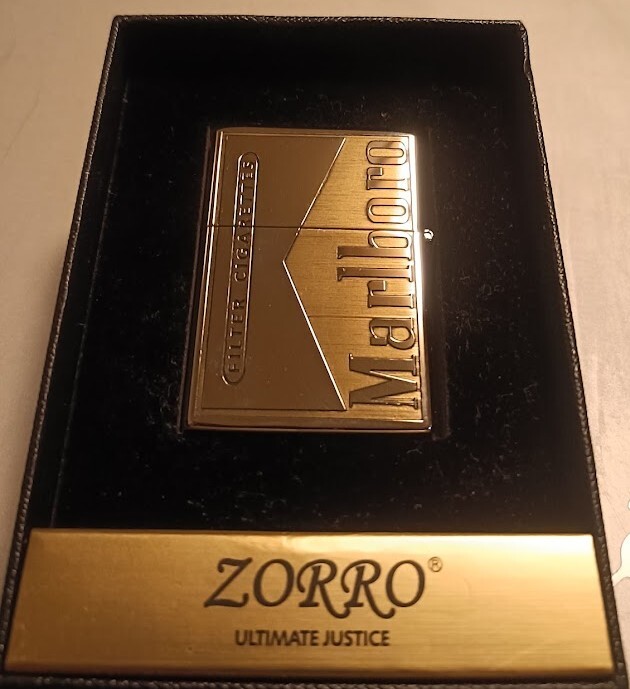 FILTER CIGARETTES
Marlboro
ZORRO®
ULTIMATE JUSTICE